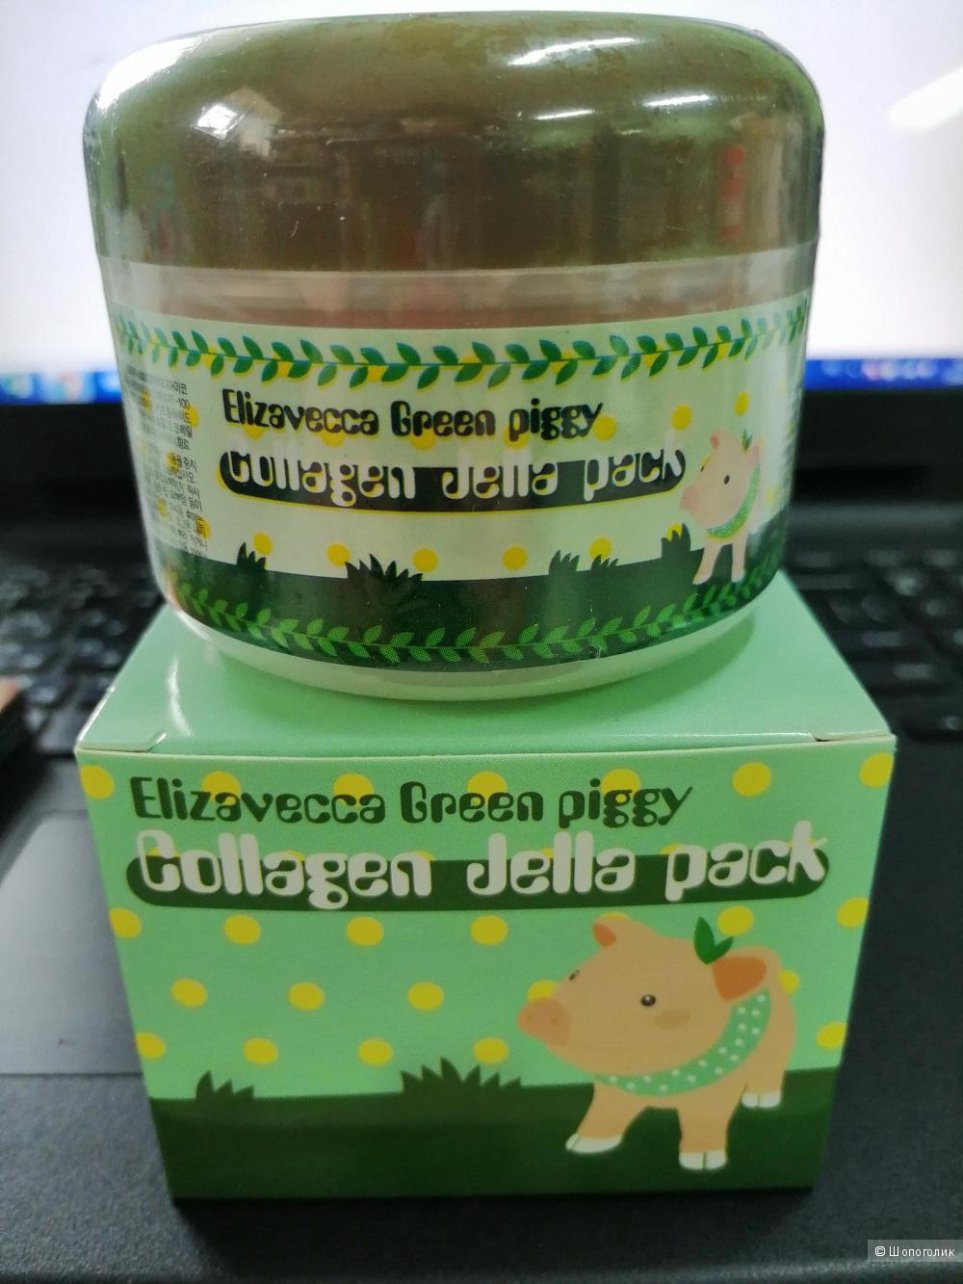 Elizavecca Green piggy
Collagen Jella pack
Elizavecca Green piggy
Collagen Jella pack
© Шопоголик